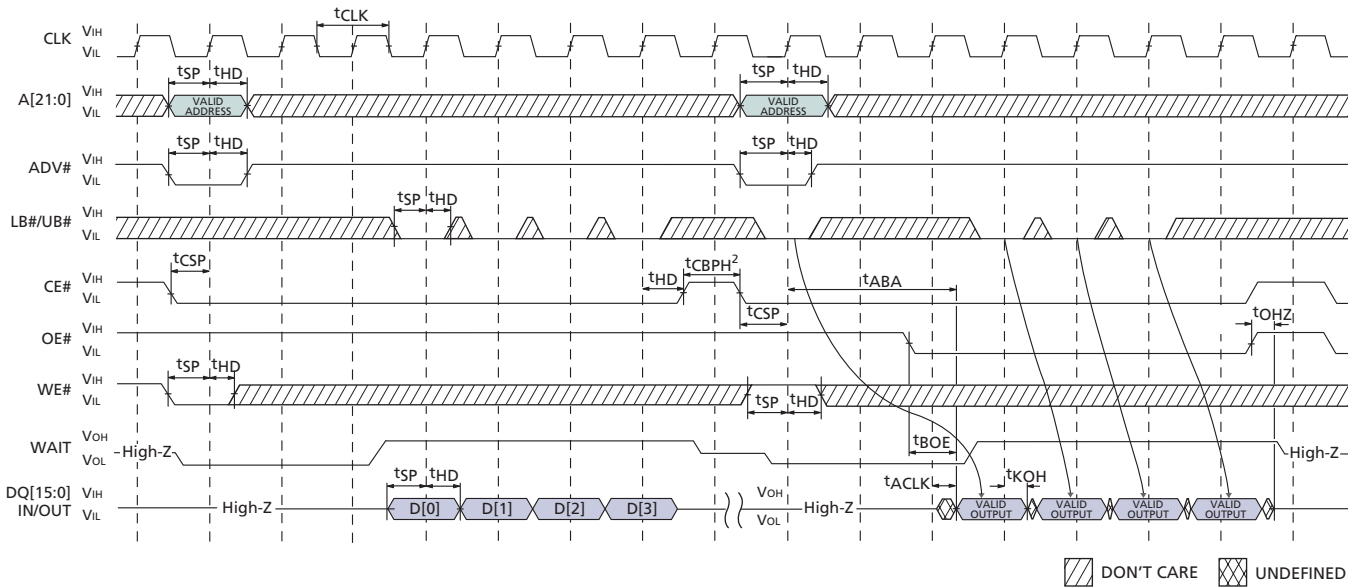 tCLK
CLK VIH
VIL
tSP tHD tSP tHD
A[21:0] VIH
VIL
VALID ADDRESS VALID ADDRESS
tSP tHD tSP tHD
ADV# VIH
VIL
LB#/UB# VIH
VIL
tSP tHD
tCSP tHD tCBPH2 tABA
CE# VIH
VIL
tCSP
OE# VIH
VIL
tOHZ
tSP tHD
WE# VIH
VIL
tSP tHD
tBOE
WAIT VOH
VOL
High-Z High-Z
tSP tHD tACLK tKOH
DQ[15:0] IN/OUT VIH
VIL
High-Z D[0] D[1] D[2] D[3] VOH
VOL
High-Z VALID OUTPUT VALID OUTPUT VALID OUTPUT VALID OUTPUT
DON'T CARE UNDEFINED